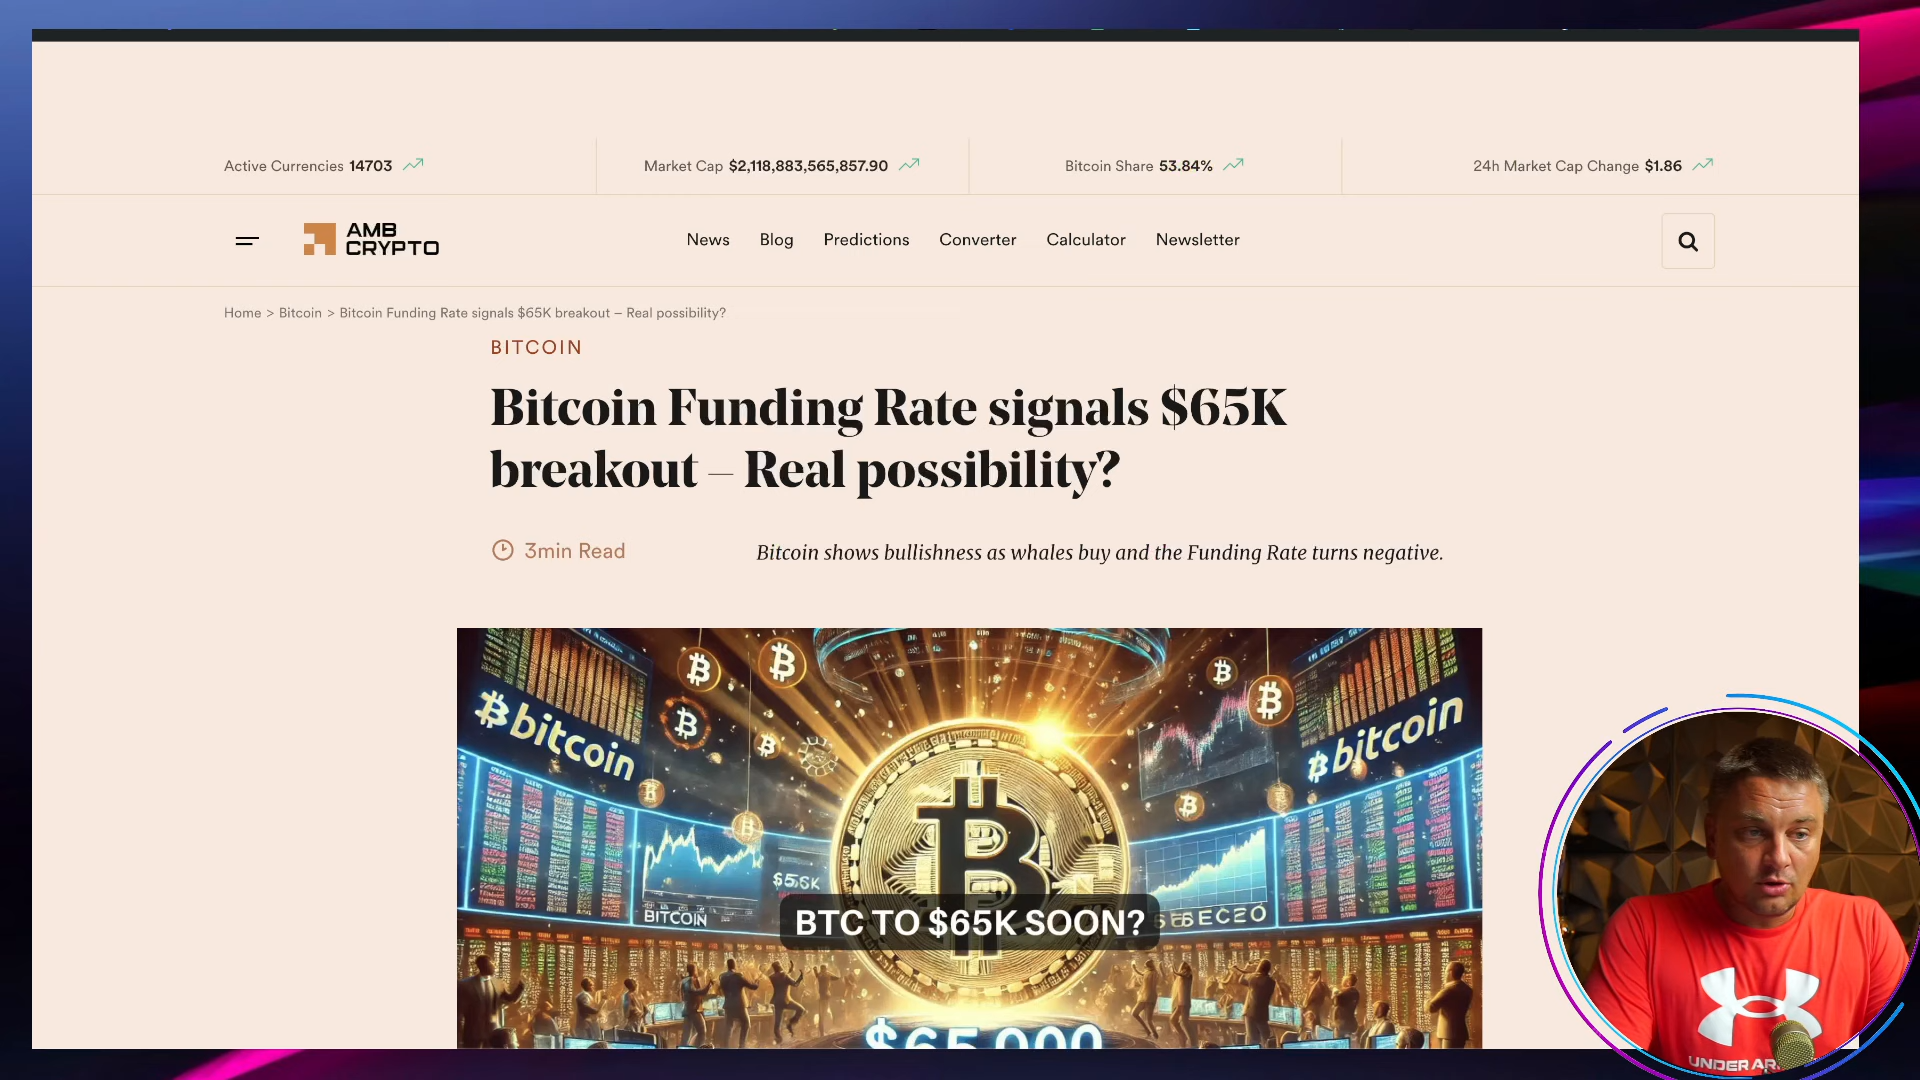 Active Currencies 14703
Market Cap $2,118,883,565,857.90
Bitcoin Share 53.84%
24h Market Cap Change $1.86
AMB
CRYPTO
News
Blog
Predictions
Converter
Calculator
Newsletter
Home > Bitcoin > Bitcoin Funding Rate signals $65K breakout – Real possibility?
BITCOIN
Bitcoin Funding Rate signals $65K
breakout – Real possibility?
3min Read
Bitcoin shows bullishness as whales buy and the Funding Rate turns negative.
bitcoin
bitcoin
BITCOIN
BTC TO $65K SOON?
$65,000
UNDER AR